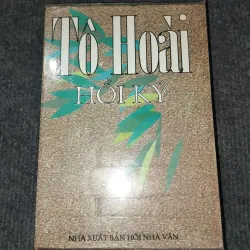 Tô Hoài
HỒI KÝ
NHÀ XUẤT BẢN HỘI NHÀ VĂN